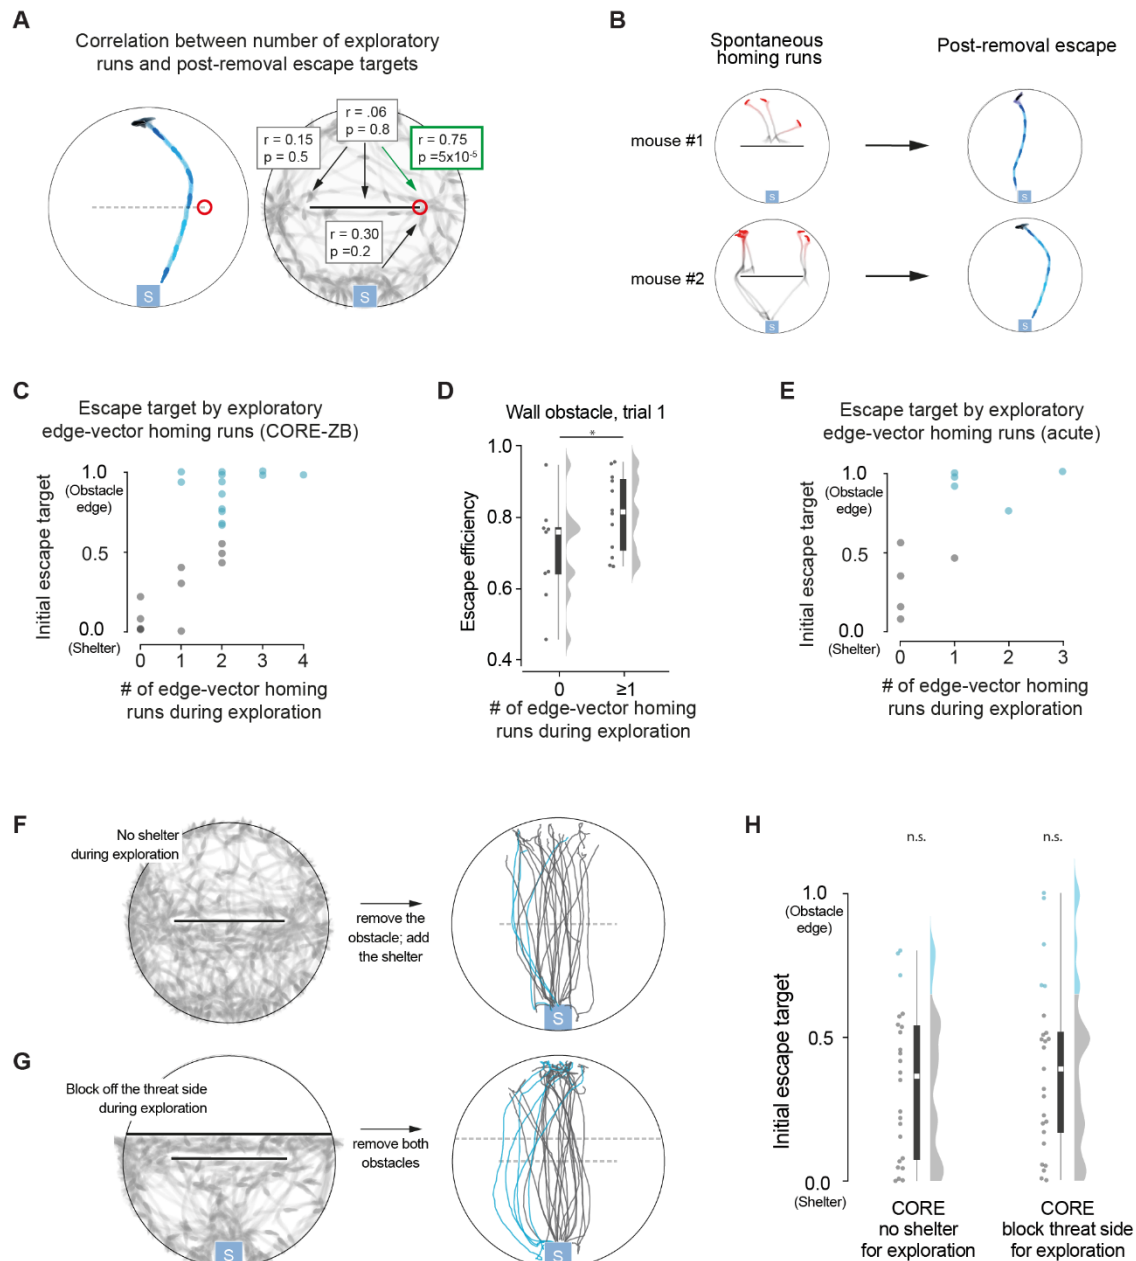 A
Correlation between number of exploratory
runs and post-removal escape targets
r = 0.15
p = 0.5
r = .06
p = 0.8
r = 0.75
p =5x10-5
r = 0.30
p =0.2
S
S
B
Spontaneous
homing runs
Post-removal escape
mouse #1
S
S
mouse #2
S
S
C
Escape target by exploratory
edge-vector homing runs (CORE-ZB)
Initial escape target
1.0
(Obstacle
edge)
0.5
0.0
(Shelter)
0 1 2 3 4
# of edge-vector homing
runs during exploration
D
Wall obstacle, trial 1
*
Escape efficiency
1.0
0.8
0.6
0.4
0 ≥1
# of edge-vector homing
runs during exploration
E
Escape target by exploratory
edge-vector homing runs (acute)
Initial escape target
1.0
(Obstacle
edge)
0.5
0.0
(Shelter)
0 1 2 3
# of edge-vector homing
runs during exploration
F
No shelter
during exploration
remove the
obstacle; add
the shelter
S
G
Block off the threat side
during exploration
S
remove both
obstacles
S
H
n.s. n.s.
Initial escape target
1.0
(Obstacle
edge)
0.5
0.0
(Shelter)
CORE
no shelter
for exploration
CORE
block threat side
for exploration